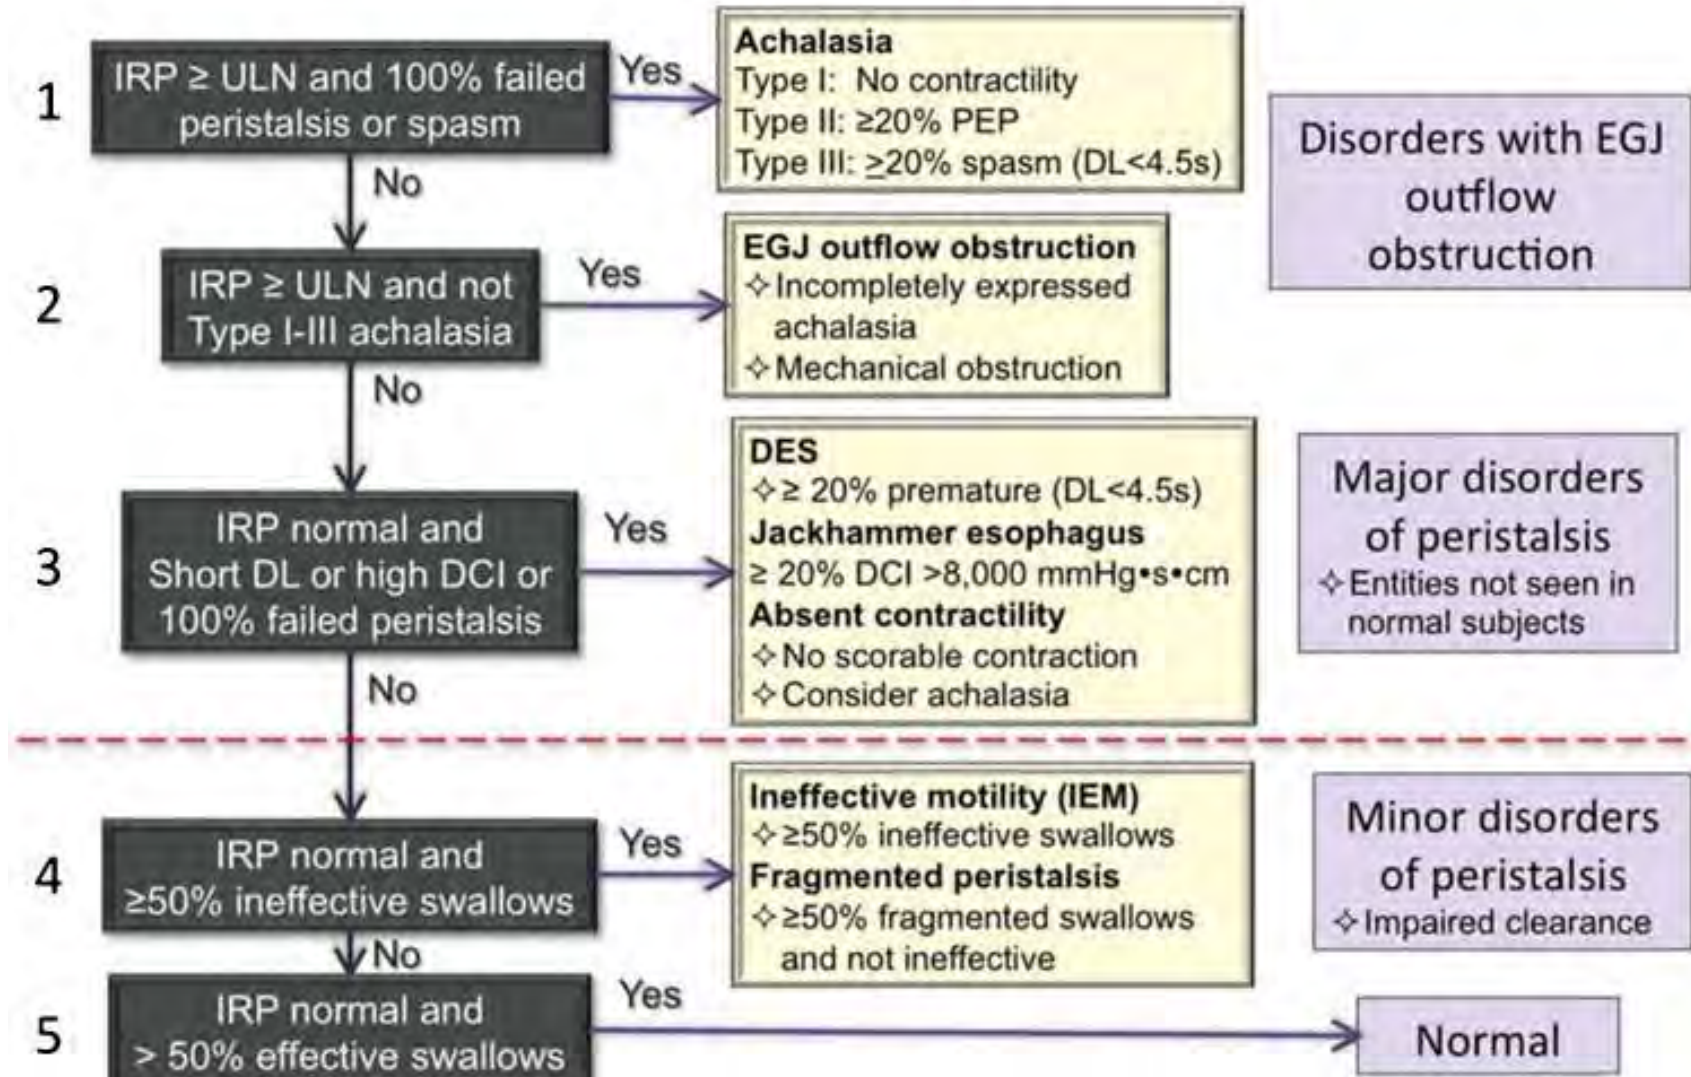 1
IRP ≥ ULN and 100% failed
peristalsis or spasm
Yes
Achalasia
Type I: No contractility
Type II: ≥20% PEP
Type III: ≥20% spasm (DL<4.5s)
Disorders with EGJ
outflow
obstruction
No
2
IRP ≥ ULN and not
Type I-III achalasia
Yes
EGJ outflow obstruction
✧ Incompletely expressed
achalasia
✧ Mechanical obstruction
No
3
IRP normal and
Short DL or high DCI or
100% failed peristalsis
Yes
DES
✧ ≥ 20% premature (DL<4.5s)
Jackhammer esophagus
≥ 20% DCI >8,000 mmHg•s•cm
Absent contractility
✧ No scorable contraction
✧ Consider achalasia
Major disorders
of peristalsis
✧ Entities not seen in
normal subjects
No
4
IRP normal and
≥50% ineffective swallows
Yes
Ineffective motility (IEM)
✧ ≥50% ineffective swallows
Fragmented peristalsis
✧ ≥50% fragmented swallows
and not ineffective
Minor disorders
of peristalsis
✧ Impaired clearance
No
5
IRP normal and
> 50% effective swallows
Yes
Normal